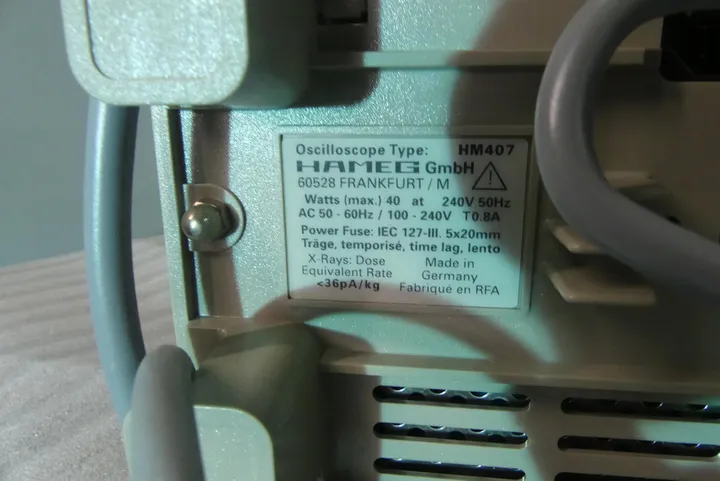 Oscilloscope Type: HM407
HAMEG GmbH
60528 FRANKFURT / M
Watts (max.) 40 at 240V 50Hz
AC 50 - 60Hz / 100 - 240V T0.8A
Power Fuse: IEC 127-III. 5x20mm
Träge, temporisé, time lag, lento
X-Rays: Dose
Equivalent Rate
<36pA/kg
Made in
Germany
Fabriqué en RFA